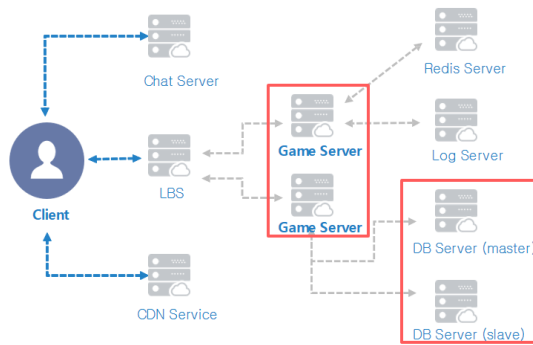 Chat Server
Redis Server
Game Server
Log Server
LBS
Client
Game Server
DB Server (master)
CDN Service
DB Server (slave)